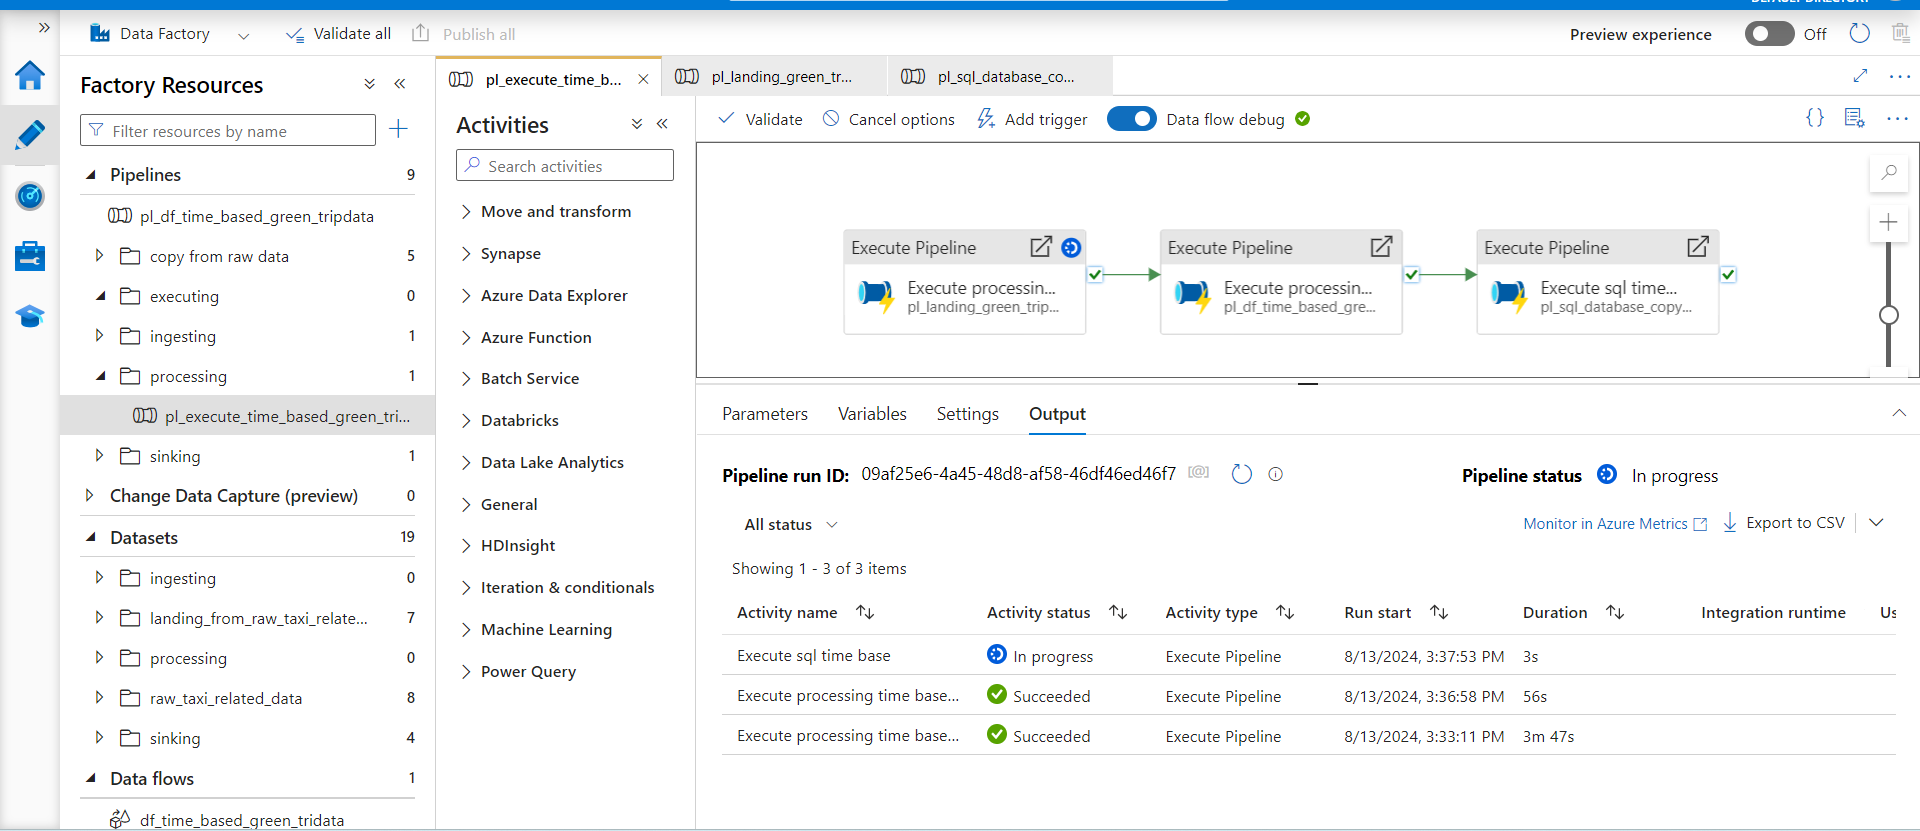 Data Factory
Validate all
Publish all
Preview experience
Off
Factory Resources
Filter resources by name
Pipelines 9
pl_df_time_based_green_tripdata
copy from raw data 5
executing 0
ingesting 1
processing 1
pl_execute_time_based_green_tri...
sinking 1
Change Data Capture (preview) 0
Datasets 19
ingesting 0
landing_from_raw_taxi_relate... 7
processing 0
raw_taxi_related_data 8
sinking 4
Data flows 1
df_time_based_green_tridata
pl_execute_time_b...
pl_landing_green_tr...
pl_sql_database_co...
Activities
Search activities
Move and transform
Synapse
Azure Data Explorer
Azure Function
Batch Service
Databricks
Data Lake Analytics
General
HDInsight
Iteration & conditionals
Machine Learning
Power Query
Validate
Cancel options
Add trigger
Data flow debug
Execute Pipeline
Execute processin...
pl_landing_green_trip...
Execute Pipeline
Execute processin...
pl_df_time_based_gre...
Execute Pipeline
Execute sql time...
pl_sql_database_copy...
Parameters Variables Settings Output
Pipeline run ID: 09af25e6-4a45-48d8-af58-46df46ed46f7 [@]
Pipeline status In progress
All status
Monitor in Azure Metrics
Export to CSV
Showing 1 - 3 of 3 items
Activity name Activity status Activity type Run start Duration Integration runtime Us
Execute sql time base In progress Execute Pipeline 8/13/2024, 3:37:53 PM 3s
Execute processing time base... Succeeded Execute Pipeline 8/13/2024, 3:36:58 PM 56s
Execute processing time base... Succeeded Execute Pipeline 8/13/2024, 3:33:11 PM 3m 47s